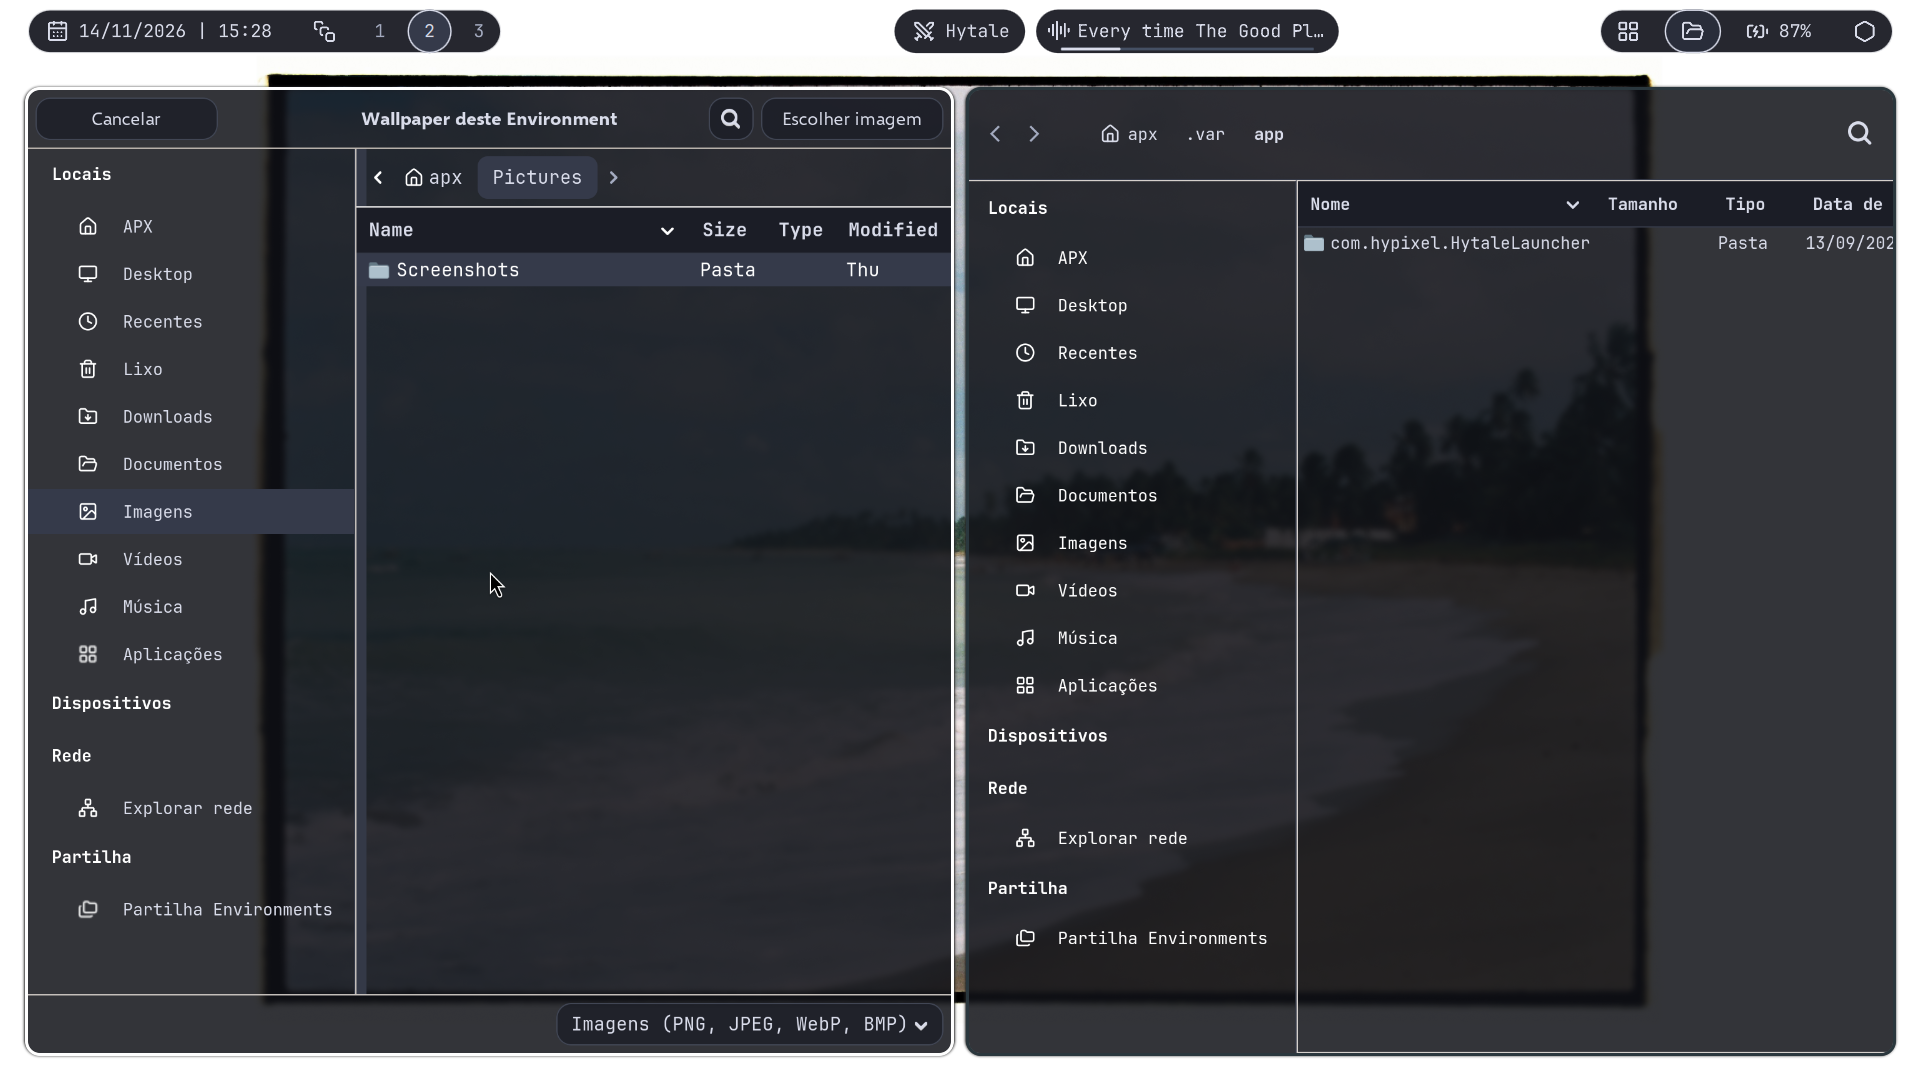 14/11/2026 | 15:28
1 2 3
Hytale
Every time The Good Pl…
87%
Cancelar
Wallpaper deste Environment
Escolher imagem
Locais
APX
Desktop
Recentes
Lixo
Downloads
Documentos
Imagens
Vídeos
Música
Aplicações
Dispositivos
Rede
Explorar rede
Partilha
Partilha Environments
apx Pictures
Name Size Type Modified
Screenshots Pasta Thu
Imagens (PNG, JPEG, WebP, BMP)
apx .var app
Locais
APX
Desktop
Recentes
Lixo
Downloads
Documentos
Imagens
Vídeos
Música
Aplicações
Dispositivos
Rede
Explorar rede
Partilha
Partilha Environments
Nome Tamanho Tipo Data de
com.hypixel.HytaleLauncher Pasta 13/09/202